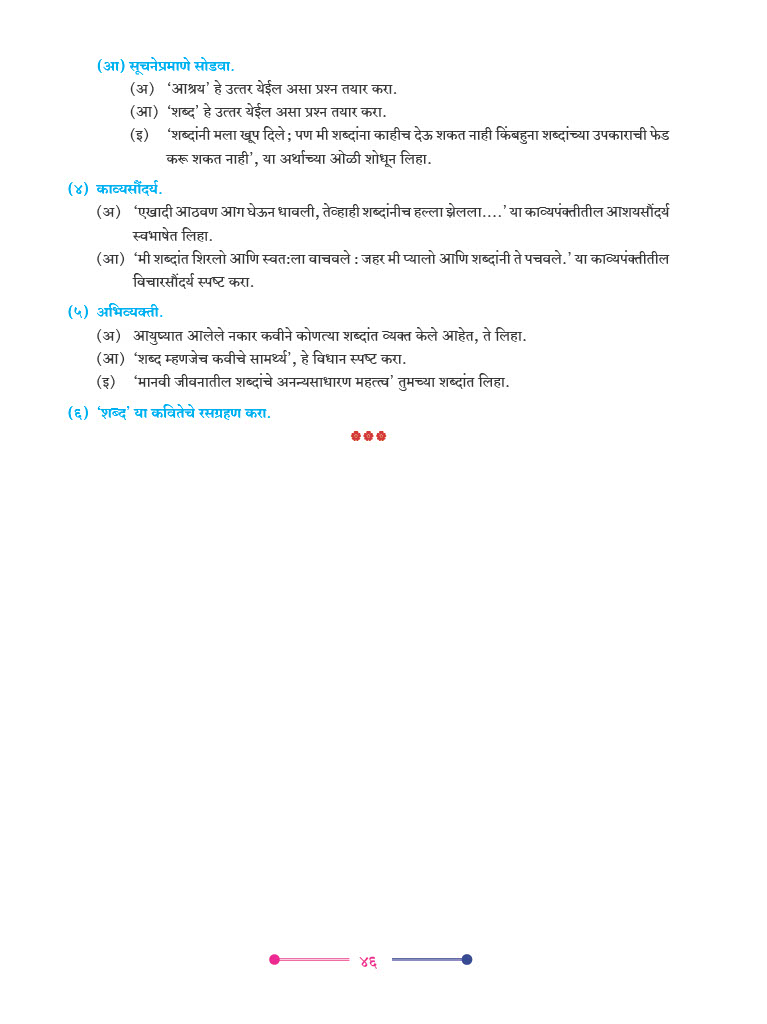 (आ) सूचनेप्रमाणे सोडवा.
(अ) ‘आश्रय’ हे उत्तर येईल असा प्रश्न तयार करा.
(आ) ‘शब्द’ हे उत्तर येईल असा प्रश्न तयार करा.
(इ) ‘शब्दांनी मला खूप दिले; पण मी शब्दांना काहीच देऊ शकत नाही किंबहुना शब्दांच्या उपकाराची फेड
करू शकत नाही’, या अर्थाच्या ओळी शोधून लिहा.
(४) काव्यसौंदर्य.
(अ) ‘एखादी आठवण आग घेऊन धावली, तेव्हाही शब्दांनीच हल्ला झेलला....’ या काव्यपंक्तीतील आशयसौंदर्य
स्वभाषेत लिहा.
(आ) ‘मी शब्दांत शिरलो आणि स्वत:ला वाचवले : जहर मी प्यालो आणि शब्दांनी ते पचवले.’ या काव्यपंक्तीतील
विचारसौंदर्य स्पष्ट करा.
(५) अभिव्यक्ती.
(अ) आयुष्यात आलेले नकार कवीने कोणत्या शब्दांत व्यक्त केले आहेत, ते लिहा.
(आ) ‘शब्द म्हणजेच कवीचे सामर्थ्य’, हे विधान स्पष्ट करा.
(इ) ‘मानवी जीवनातील शब्दांचे अनन्यसाधारण महत्त्व’ तुमच्या शब्दांत लिहा.
(६) ‘शब्द’ या कवितेचे रसग्रहण करा.
४६